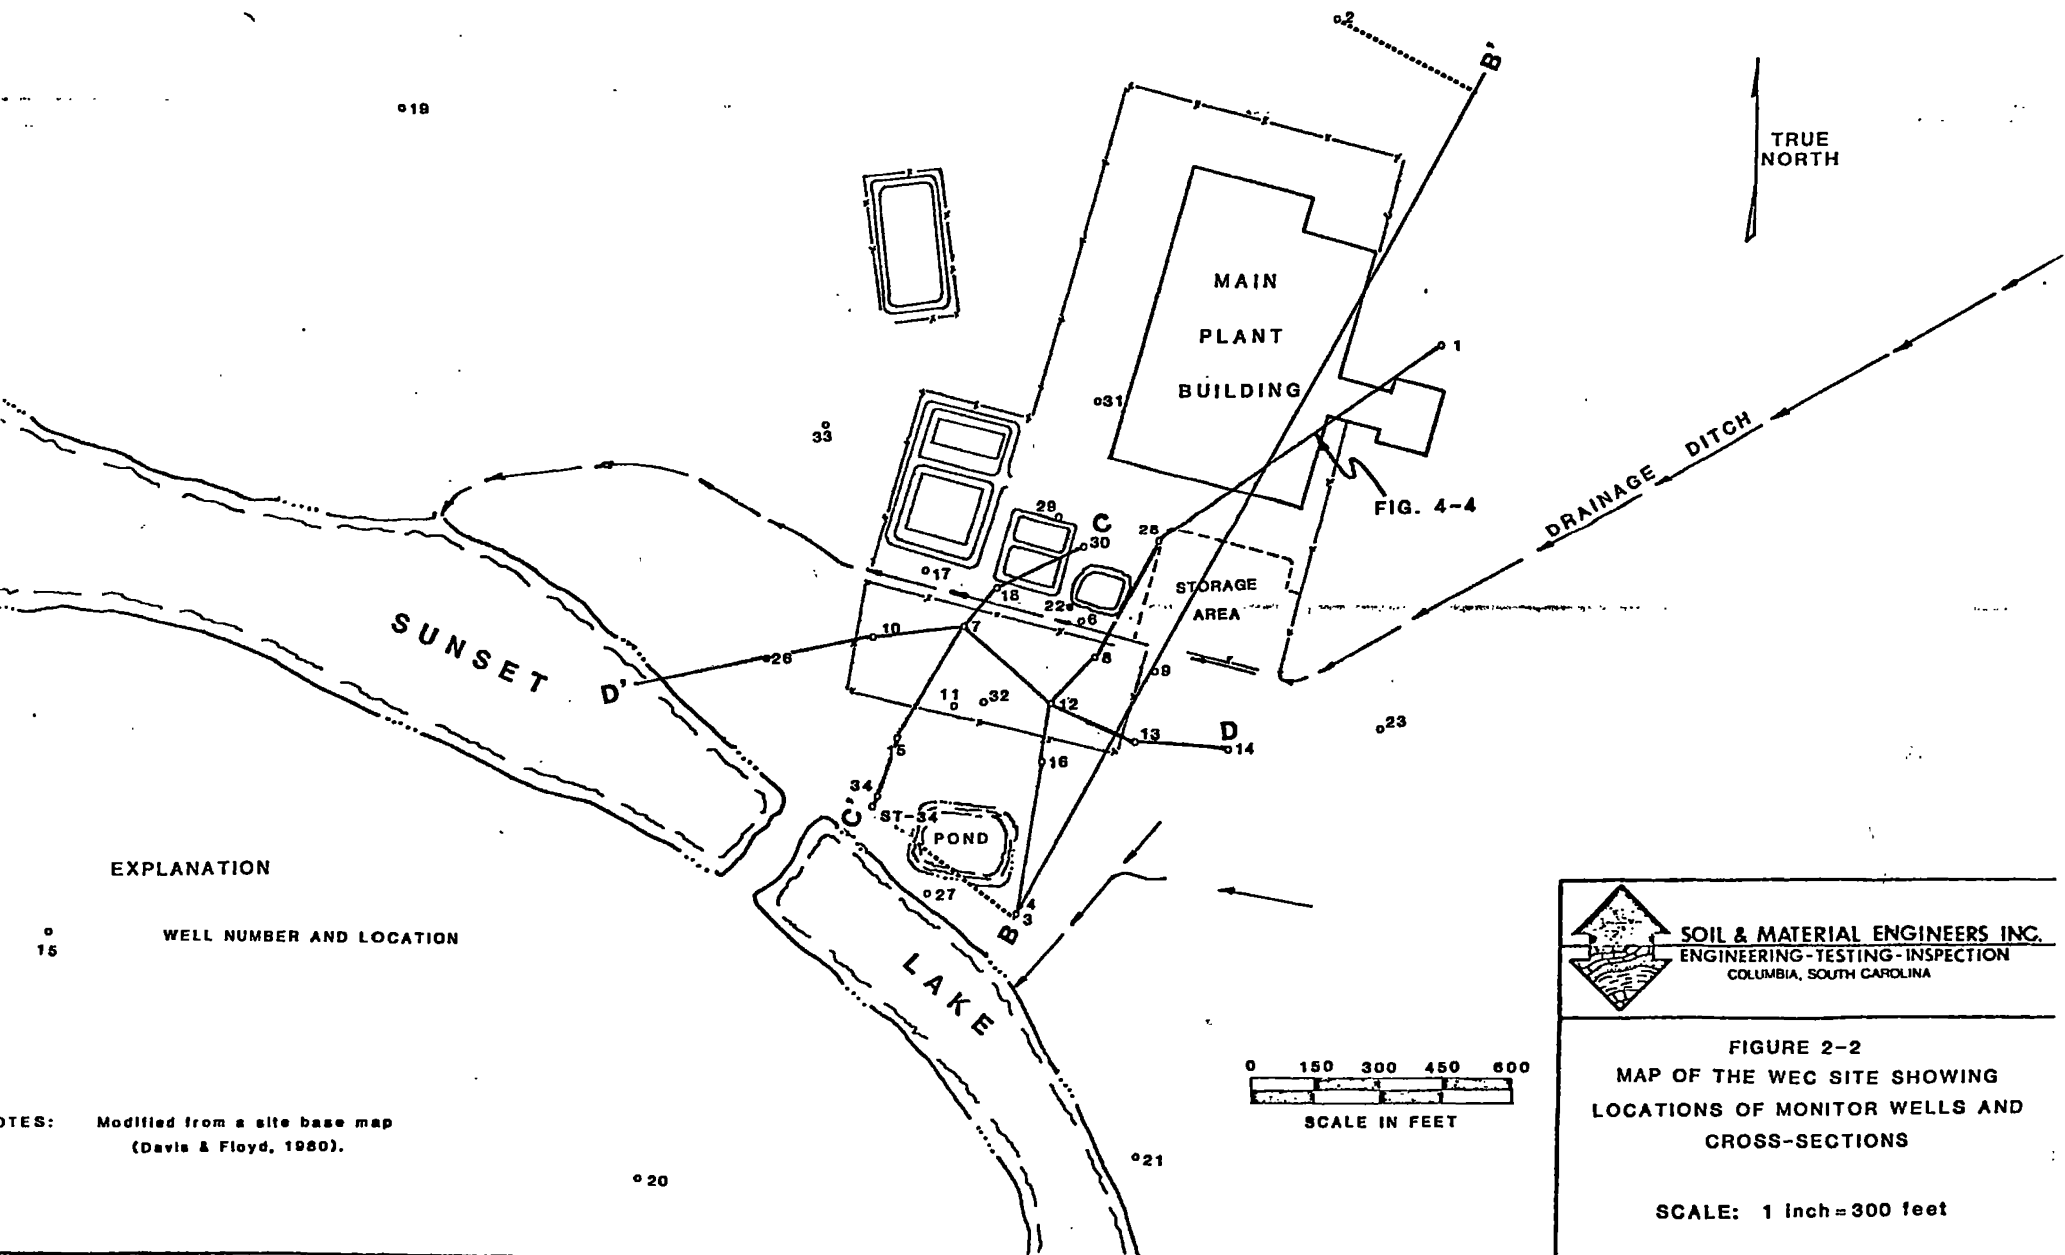 2
B'
19
TRUE
NORTH
MAIN
PLANT
BUILDING
1
31
33
DRAINAGE DITCH
FIG. 4-4
29
C
30
28
17
18
STORAGE
AREA
22
6
7
10
8
9
26
D'
SUNSET
11
32
12
13
D
14
23
15
16
34
C'
ST-34
POND
27
4
3
B
LAKE
EXPLANATION
15
WELL NUMBER AND LOCATION
OTES: Modified from a site base map
(Davis & Floyd, 1980).
20
21
0 150 300 450 600
SCALE IN FEET
SOIL & MATERIAL ENGINEERS INC.
ENGINEERING-TESTING-INSPECTION
COLUMBIA, SOUTH CAROLINA
FIGURE 2-2
MAP OF THE WEC SITE SHOWING
LOCATIONS OF MONITOR WELLS AND
CROSS-SECTIONS
SCALE: 1 inch = 300 feet